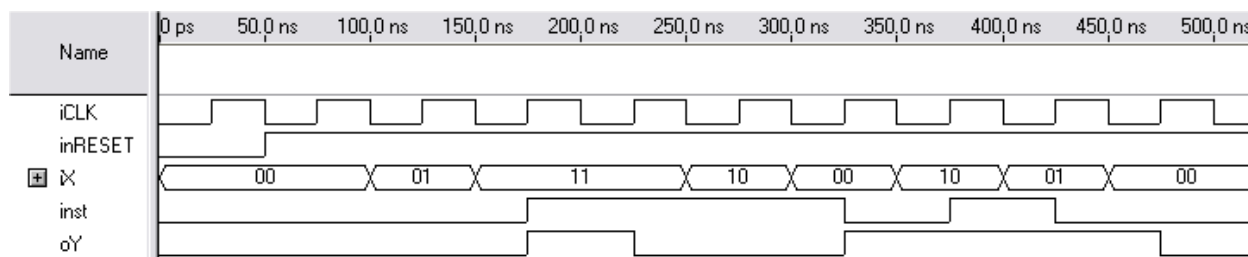 0 ps 50.0 ns 100.0 ns 150.0 ns 200.0 ns 250.0 ns 300.0 ns 350.0 ns 400.0 ns 450.0 ns 500.0 ns
Name
iCLK
inRESET
iX 00 01 11 10 00 10 01 00
inst
oY